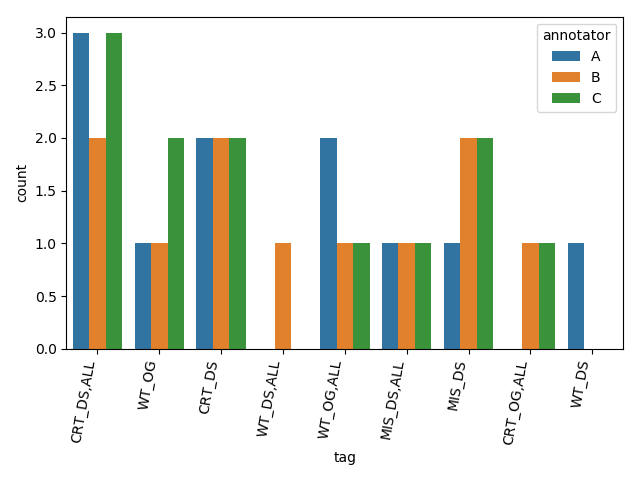 annotator
A
B
C
count
3.0
2.5
2.0
1.5
1.0
0.5
0.0
CRT_DS,ALL
WT_OG
CRT_DS
WT_DS,ALL
WT_OG,ALL
MIS_DS,ALL
MIS_DS
CRT_OG,ALL
WT_DS
tag